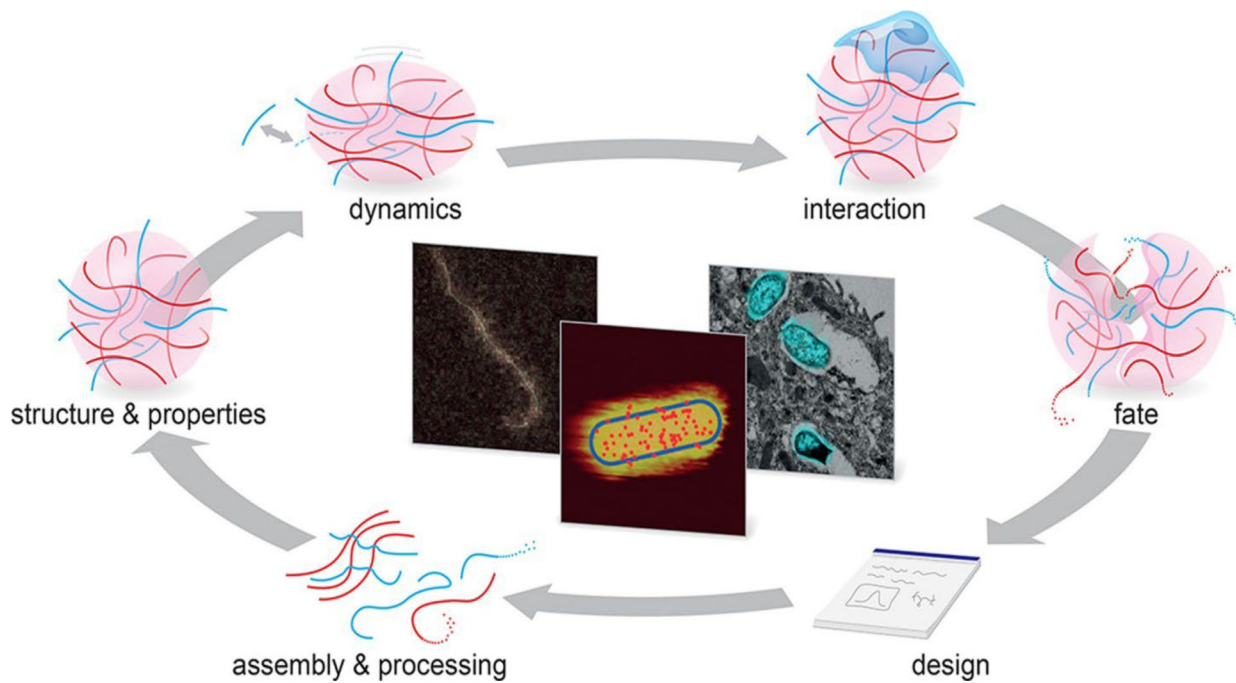 dynamics
interaction
structure & properties
fate
assembly & processing
design